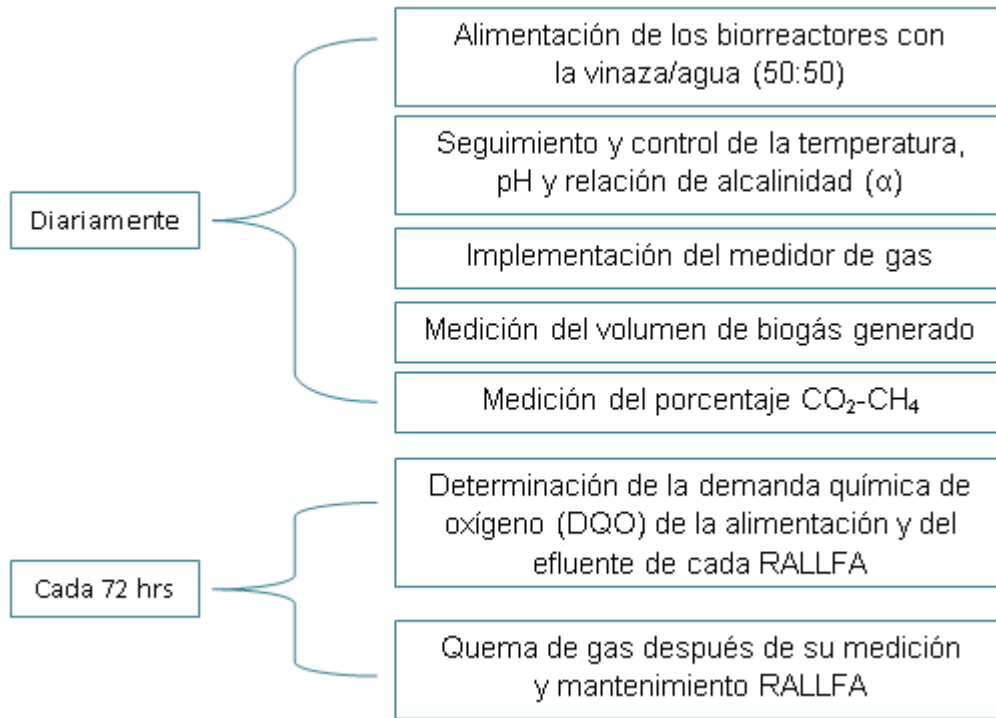 Diariamente
Alimentación de los biorreactores con
la vinaza/agua (50:50)
Seguimiento y control de la temperatura,
pH y relación de alcalinidad (α)
Implementación del medidor de gas
Medición del volumen de biogás generado
Medición del porcentaje CO₂-CH₄
Cada 72 hrs
Determinación de la demanda química de
oxígeno (DQO) de la alimentación y del
efluente de cada RALLFA
Quema de gas después de su medición
y mantenimiento RALLFA